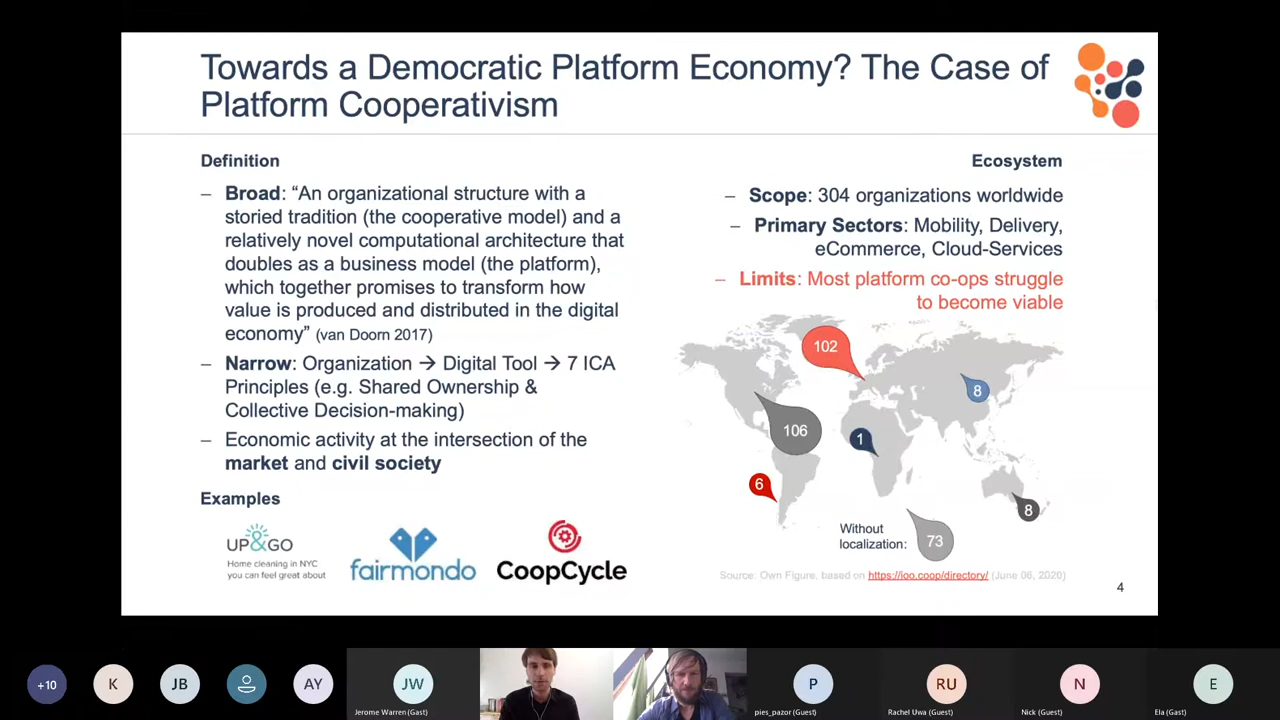 Towards a Democratic Platform Economy? The Case of
Platform Cooperativism
Definition
– Broad: “An organizational structure with a
storied tradition (the cooperative model) and a
relatively novel computational architecture that
doubles as a business model (the platform),
which together promises to transform how
value is produced and distributed in the digital
economy” (van Doorn 2017)
– Narrow: Organization → Digital Tool → 7 ICA
Principles (e.g. Shared Ownership &
Collective Decision-making)
– Economic activity at the intersection of the
market and civil society
Examples
UP&GO
Home cleaning in NYC
you can feel great about
fairmondo
CoopCycle
Ecosystem
– Scope: 304 organizations worldwide
– Primary Sectors: Mobility, Delivery,
eCommerce, Cloud-Services
– Limits: Most platform co-ops struggle
to become viable
102
8
106
1
6
8
Without
localization:
73
Source: Own Figure, based on https://ioo.coop/directory/ (June 06, 2020)
4
+10
K
JB
AY
JW
Jerome Warren (Gast)
P
pies_pazor (Guest)
RU
Rachel Uwa (Guest)
N
Nick (Guest)
E
Ela (Gast)